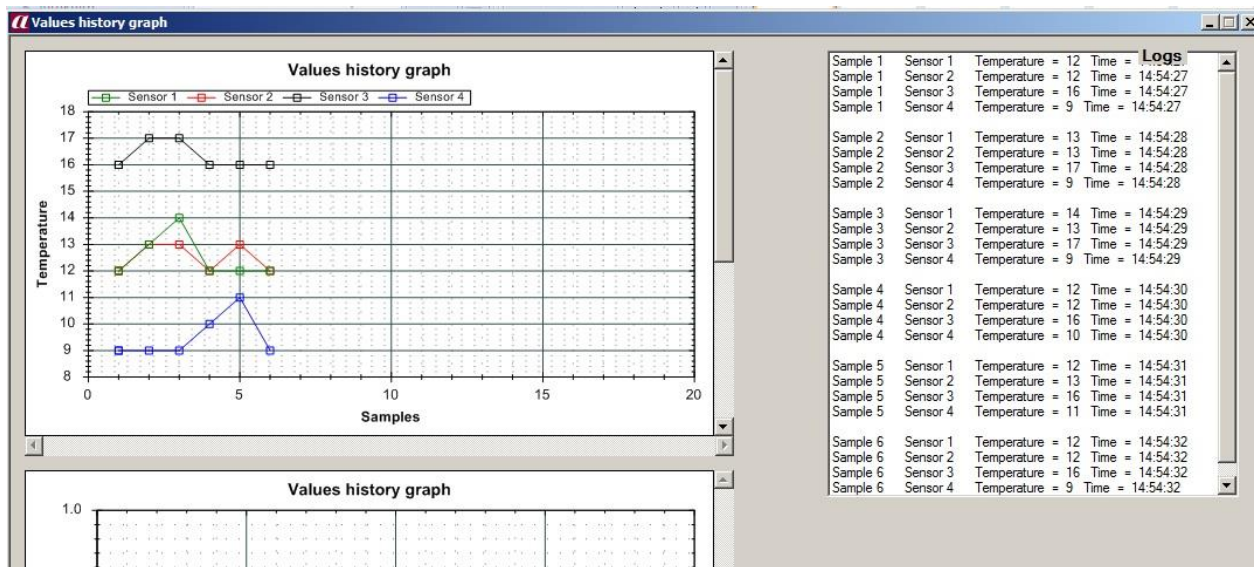 Values history graph
Values history graph
Sensor 1 Sensor 2 Sensor 3 Sensor 4
18
17
16
15
14
13
12
11
10
9
8
Temperature
0 5 10 15 20
Samples
Values history graph
1.0
Logs
Sample 1 Sensor 1 Temperature = 12 Time =
Sample 1 Sensor 2 Temperature = 12 Time = 14:54:27
Sample 1 Sensor 3 Temperature = 16 Time = 14:54:27
Sample 1 Sensor 4 Temperature = 9 Time = 14:54:27
Sample 2 Sensor 1 Temperature = 13 Time = 14:54:28
Sample 2 Sensor 2 Temperature = 13 Time = 14:54:28
Sample 2 Sensor 3 Temperature = 17 Time = 14:54:28
Sample 2 Sensor 4 Temperature = 9 Time = 14:54:28
Sample 3 Sensor 1 Temperature = 14 Time = 14:54:29
Sample 3 Sensor 2 Temperature = 13 Time = 14:54:29
Sample 3 Sensor 3 Temperature = 17 Time = 14:54:29
Sample 3 Sensor 4 Temperature = 9 Time = 14:54:29
Sample 4 Sensor 1 Temperature = 12 Time = 14:54:30
Sample 4 Sensor 2 Temperature = 12 Time = 14:54:30
Sample 4 Sensor 3 Temperature = 16 Time = 14:54:30
Sample 4 Sensor 4 Temperature = 10 Time = 14:54:30
Sample 5 Sensor 1 Temperature = 12 Time = 14:54:31
Sample 5 Sensor 2 Temperature = 13 Time = 14:54:31
Sample 5 Sensor 3 Temperature = 16 Time = 14:54:31
Sample 5 Sensor 4 Temperature = 11 Time = 14:54:31
Sample 6 Sensor 1 Temperature = 12 Time = 14:54:32
Sample 6 Sensor 2 Temperature = 12 Time = 14:54:32
Sample 6 Sensor 3 Temperature = 16 Time = 14:54:32
Sample 6 Sensor 4 Temperature = 9 Time = 14:54:32